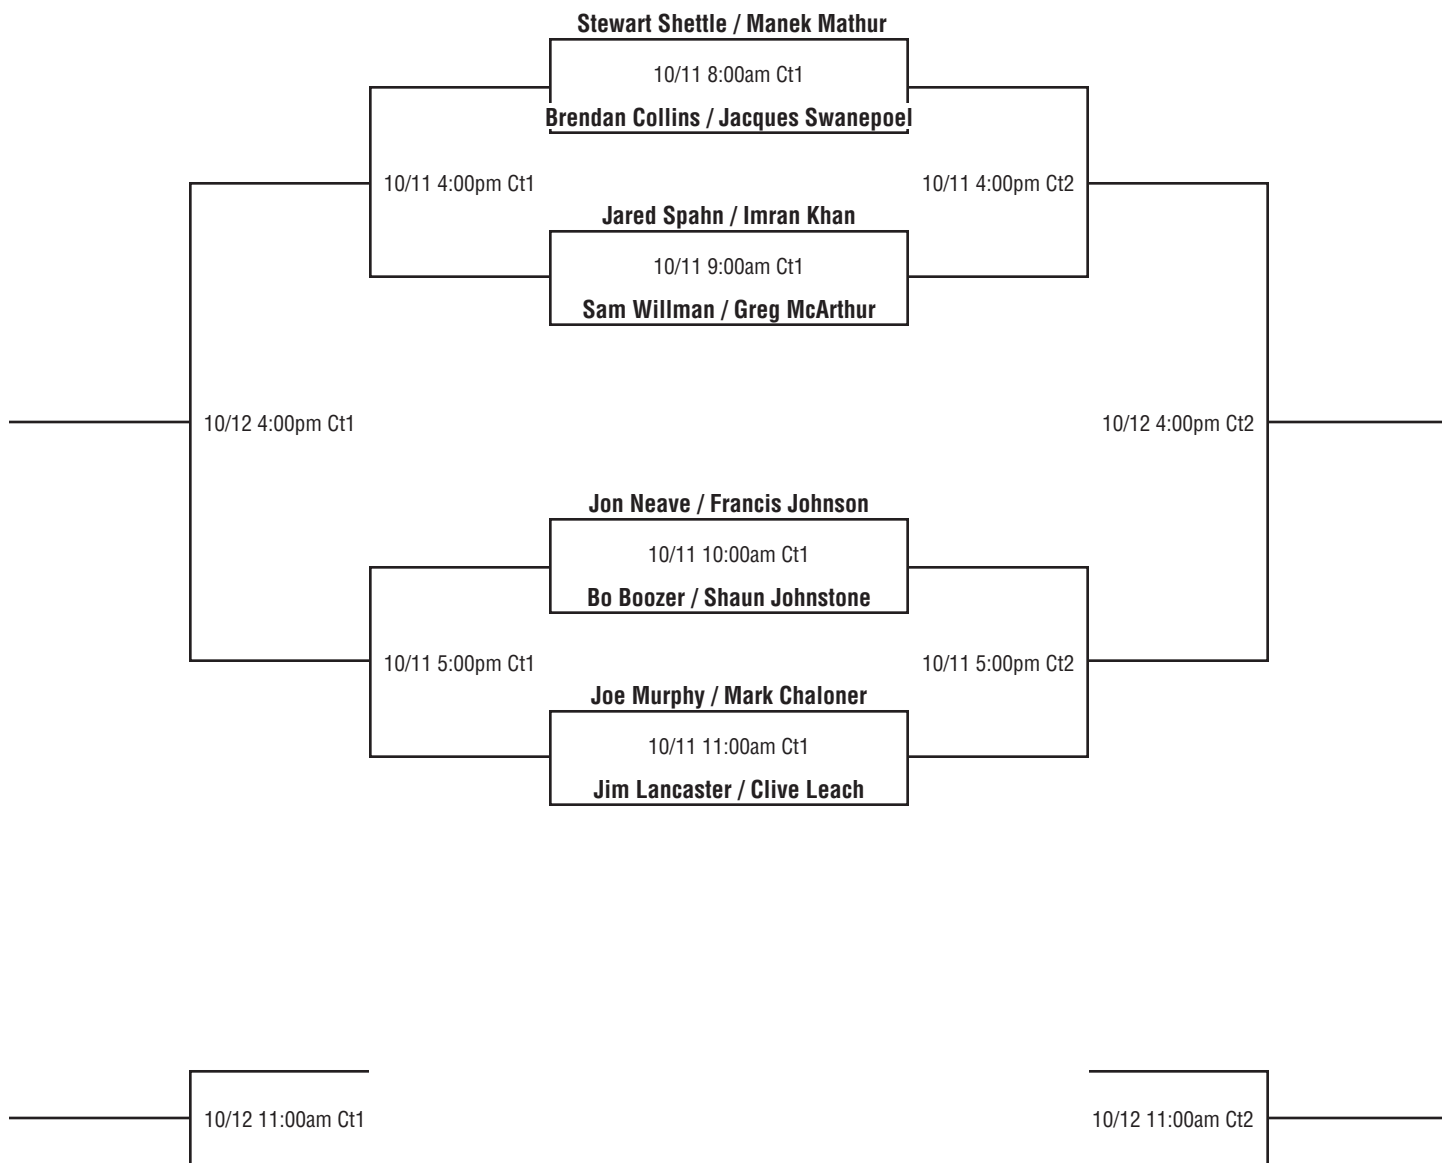 Stewart Shettle / Manek Mathur
10/11 8:00am Ct1
Brendan Collins / Jacques Swanepoel
10/11 4:00pm Ct1
10/11 4:00pm Ct2
Jared Spahn / Imran Khan
10/11 9:00am Ct1
Sam Willman / Greg McArthur
10/12 4:00pm Ct1
10/12 4:00pm Ct2
Jon Neave / Francis Johnson
10/11 10:00am Ct1
Bo Boozer / Shaun Johnstone
10/11 5:00pm Ct1
10/11 5:00pm Ct2
Joe Murphy / Mark Chaloner
10/11 11:00am Ct1
Jim Lancaster / Clive Leach
10/12 11:00am Ct1
10/12 11:00am Ct2